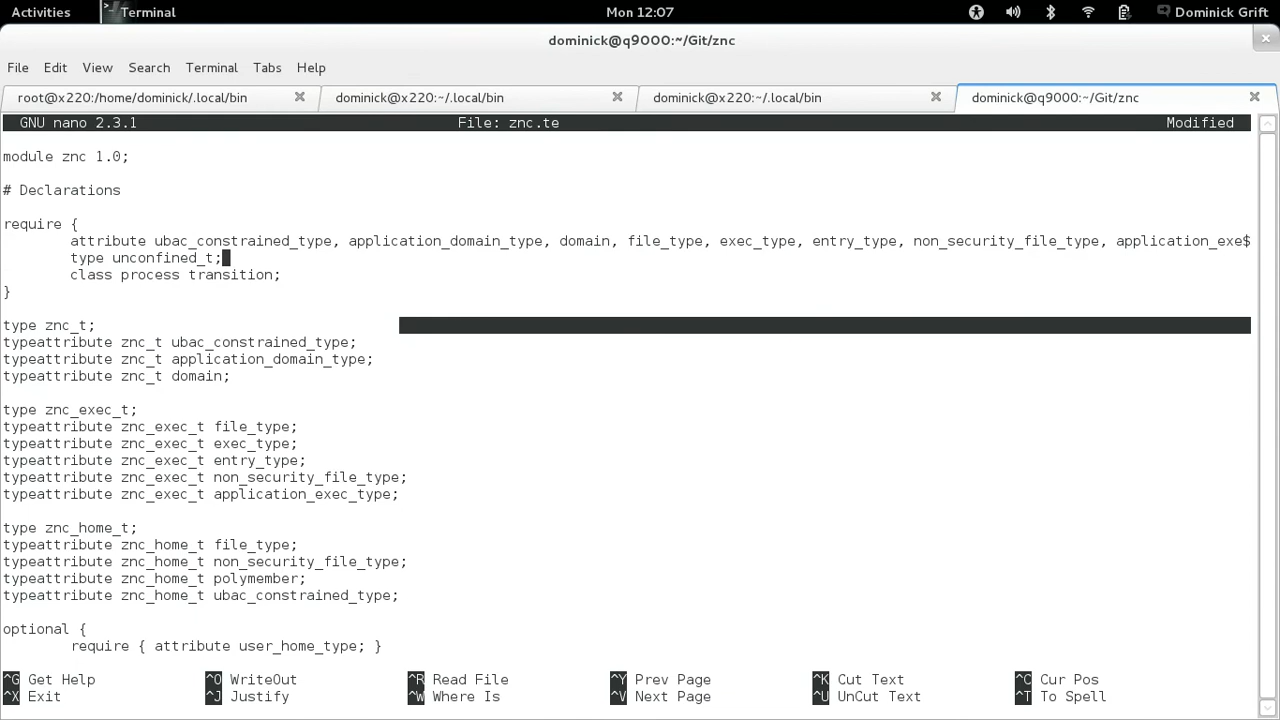 Activities Terminal Mon 12:07 Dominick Grift
dominick@q9000:~/Git/znc
File Edit View Search Terminal Tabs Help
root@x220:/home/dominick/.local/bin dominick@x220:~/.local/bin dominick@x220:~/.local/bin dominick@q9000:~/Git/znc
GNU nano 2.3.1 File: znc.te Modified
module znc 1.0;
# Declarations
require {
attribute ubac_constrained_type, application_domain_type, domain, file_type, exec_type, entry_type, non_security_file_type, application_exe$
type unconfined_t;
class process transition;
}
type znc_t;
typeattribute znc_t ubac_constrained_type;
typeattribute znc_t application_domain_type;
typeattribute znc_t domain;
type znc_exec_t;
typeattribute znc_exec_t file_type;
typeattribute znc_exec_t exec_type;
typeattribute znc_exec_t entry_type;
typeattribute znc_exec_t non_security_file_type;
typeattribute znc_exec_t application_exec_type;
type znc_home_t;
typeattribute znc_home_t file_type;
typeattribute znc_home_t non_security_file_type;
typeattribute znc_home_t polymember;
typeattribute znc_home_t ubac_constrained_type;
optional {
require { attribute user_home_type; }
^G Get Help ^O WriteOut ^R Read File ^Y Prev Page ^K Cut Text ^C Cur Pos
^X Exit ^J Justify ^W Where Is ^V Next Page ^U UnCut Text ^T To Spell